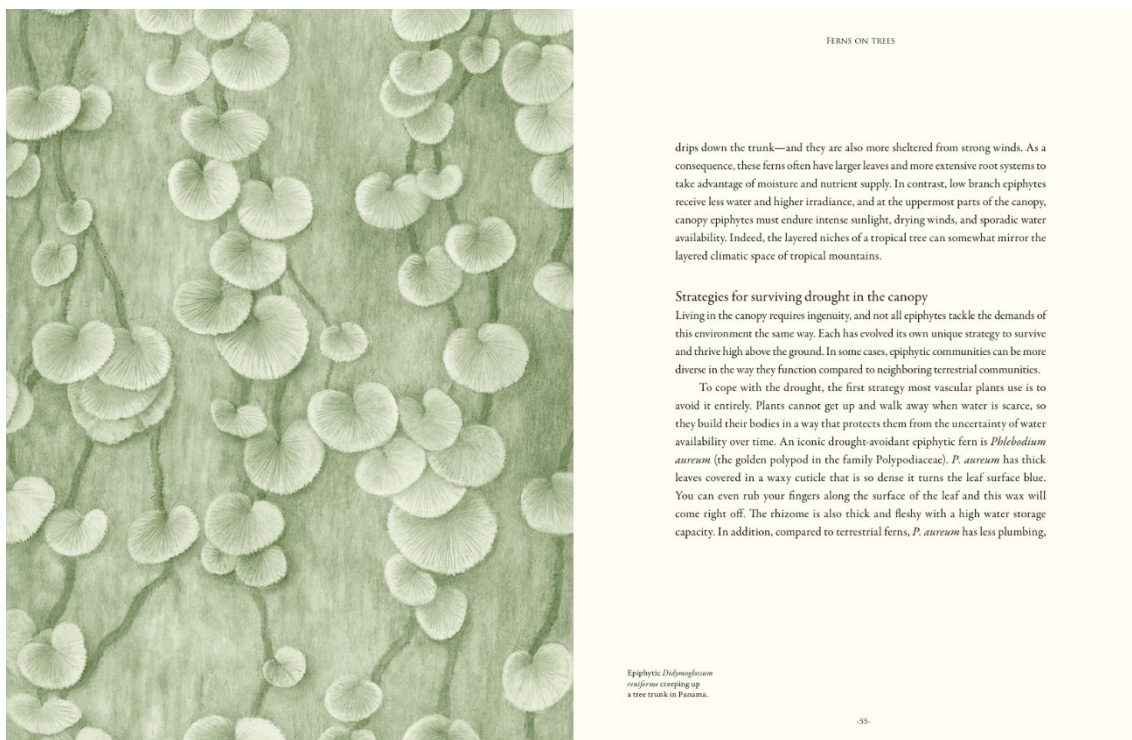 Ferns on trees
drips down the trunk—and they are also more sheltered from strong winds. As a
consequence, these ferns often have larger leaves and more extensive root systems to
take advantage of moisture and nutrient supply. In contrast, low branch epiphytes
receive less water and higher irradiance, and at the uppermost parts of the canopy,
canopy epiphytes must endure intense sunlight, drying winds, and sporadic water
availability. Indeed, the layered niches of a tropical tree can somewhat mirror the
layered climatic space of tropical mountains.
Strategies for surviving drought in the canopy
Living in the canopy requires ingenuity, and not all epiphytes tackle the demands of
this environment the same way. Each has evolved its own unique strategy to survive
and thrive high above the ground. In some cases, epiphytic communities can be more
diverse in the way they function compared to neighboring terrestrial communities.
To cope with the drought, the first strategy most vascular plants use is to
avoid it entirely. Plants cannot get up and walk away when water is scarce, so
they build their bodies in a way that protects them from the uncertainty of water
availability over time. An iconic drought-avoidant epiphytic fern is Phlebodium
aureum (the golden polypod in the family Polypodiaceae). P. aureum has thick
leaves covered in a waxy cuticle that is so dense it turns the leaf surface blue.
You can even rub your fingers along the surface of the leaf and this wax will
come right off. The rhizome is also thick and fleshy with a high water storage
capacity. In addition, compared to terrestrial ferns, P. aureum has less plumbing,
Epiphytic Didymoglossum
reniforme creeping up
a tree trunk in Panama.
-55-